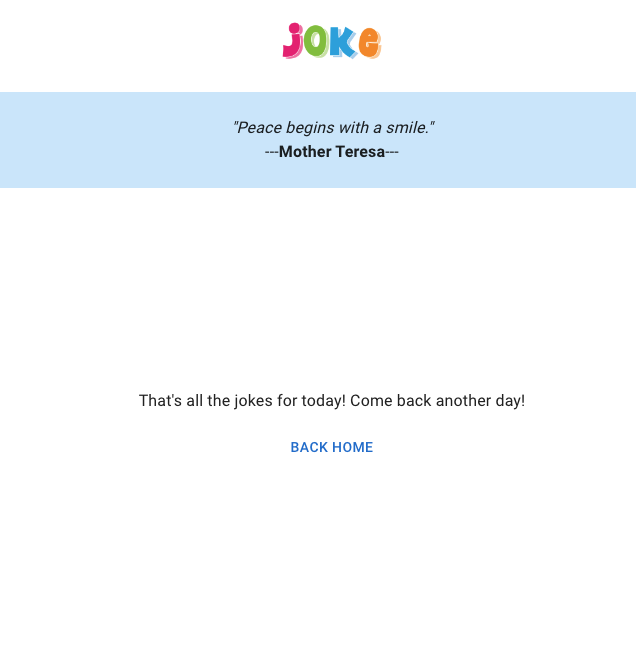 joke
"Peace begins with a smile."
---Mother Teresa---
That's all the jokes for today! Come back another day!
BACK HOME